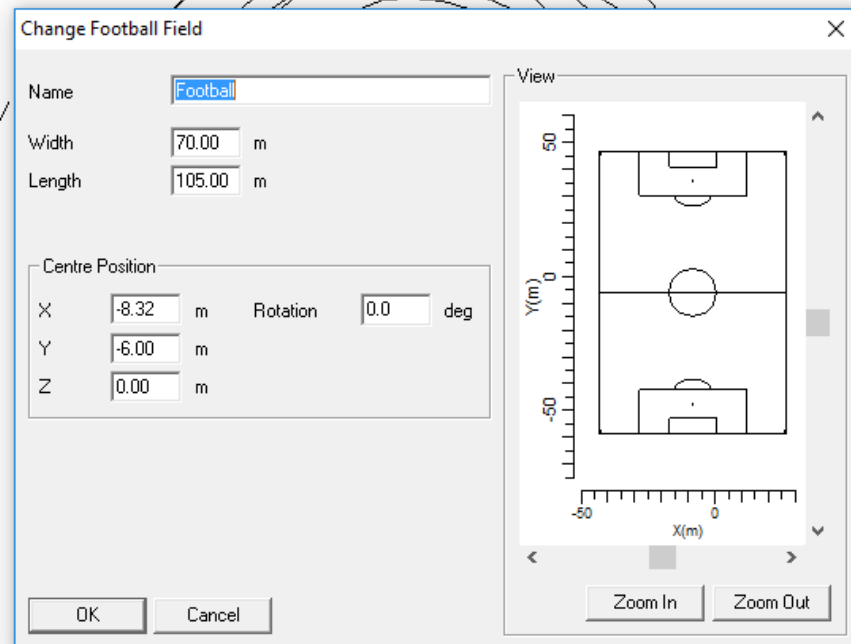 Change Football Field
Name Football
Width 70.00 m
Length 105.00 m
Centre Position
X -8.32 m Rotation 0.0 deg
Y -6.00 m
Z 0.00 m
OK Cancel
View
50
0
-50
Y(m)
-50 0
X(m)
Zoom In Zoom Out